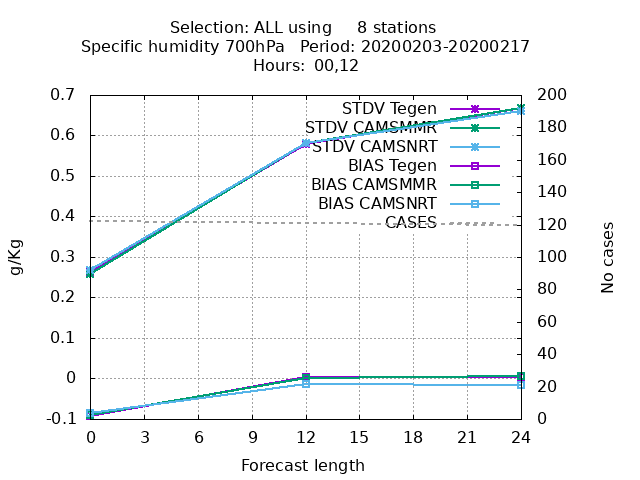 Selection: ALL using     8 stations
Specific humidity 700hPa   Period: 20200203-20200217
Hours: 00,12
0.7
0.6
0.5
0.4
0.3
0.2
0.1
0
-0.1
g/Kg
STDV Tegen
STDV CAMSMMR
STDV CAMSNRT
BIAS Tegen
BIAS CAMSMMR
BIAS CAMSNRT
CASES
200
180
160
140
120
100
80
60
40
20
0
No cases
0 3 6 9 12 15 18 21 24
Forecast length